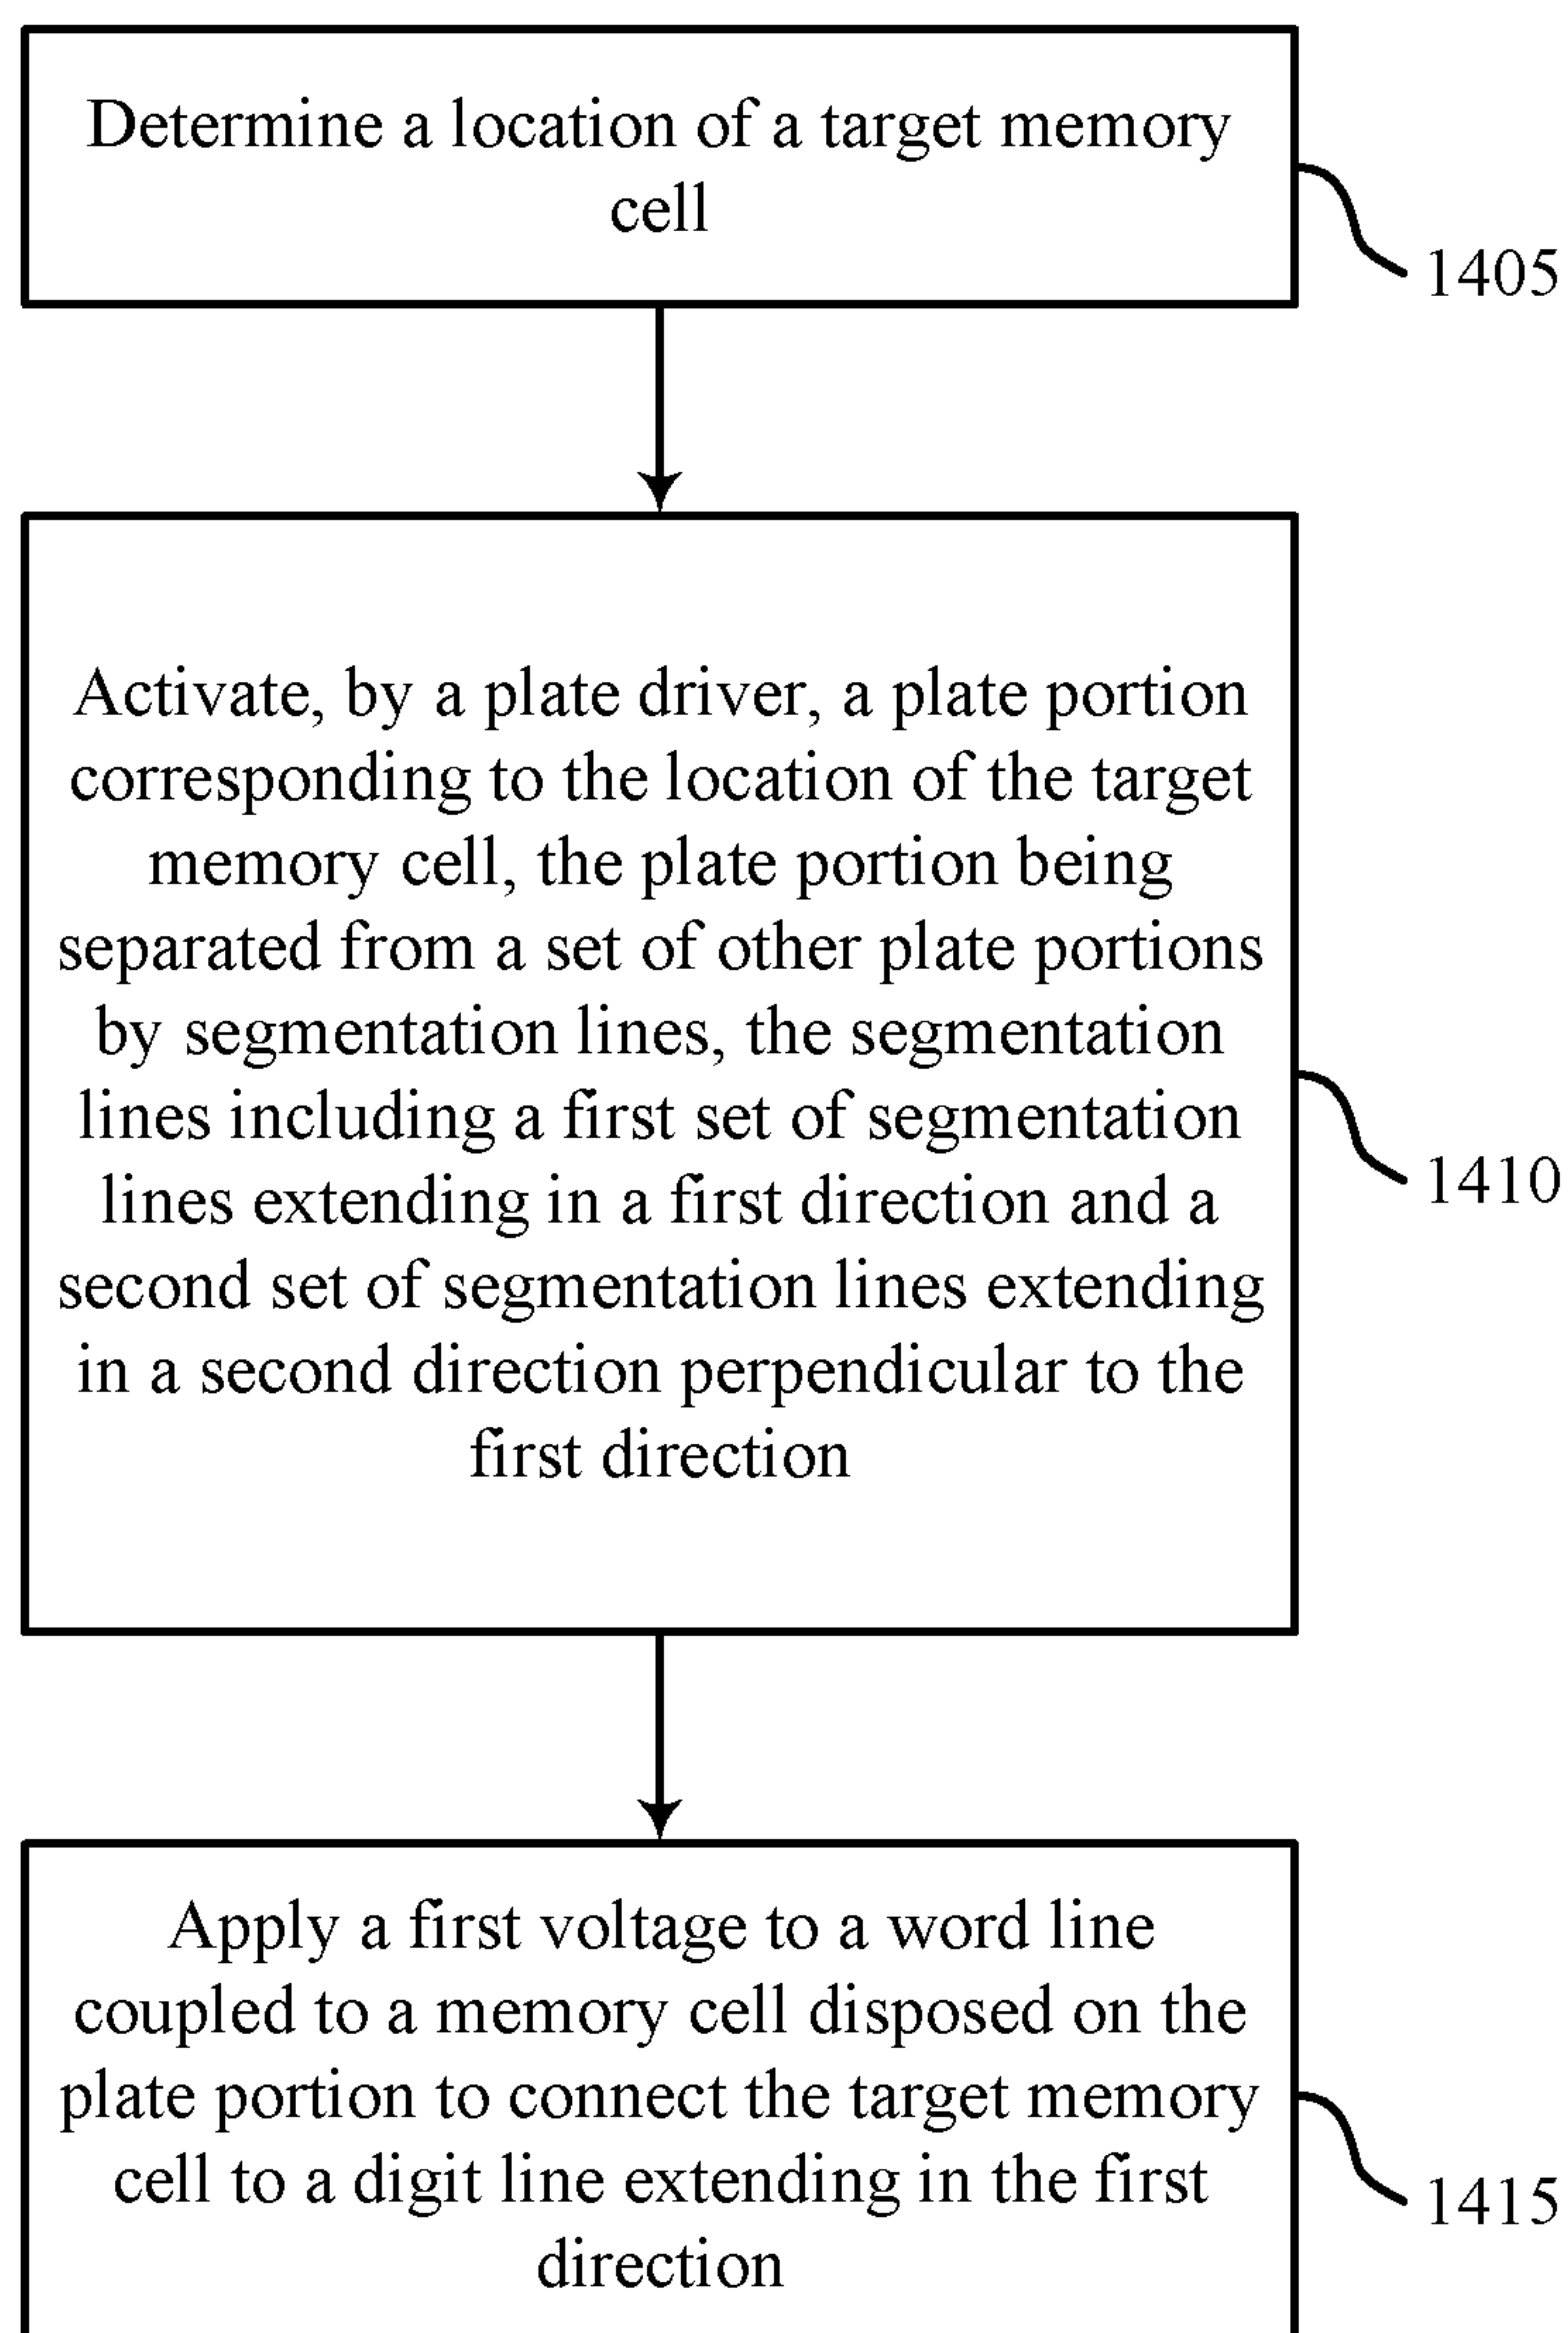 Determine a location of a target memory
cell
1405
Activate, by a plate driver, a plate portion
corresponding to the location of the target
memory cell, the plate portion being
separated from a set of other plate portions
by segmentation lines, the segmentation
lines including a first set of segmentation
lines extending in a first direction and a
second set of segmentation lines extending
in a second direction perpendicular to the
first direction
1410
Apply a first voltage to a word line
coupled to a memory cell disposed on the
plate portion to connect the target memory
cell to a digit line extending in the first
direction
1415